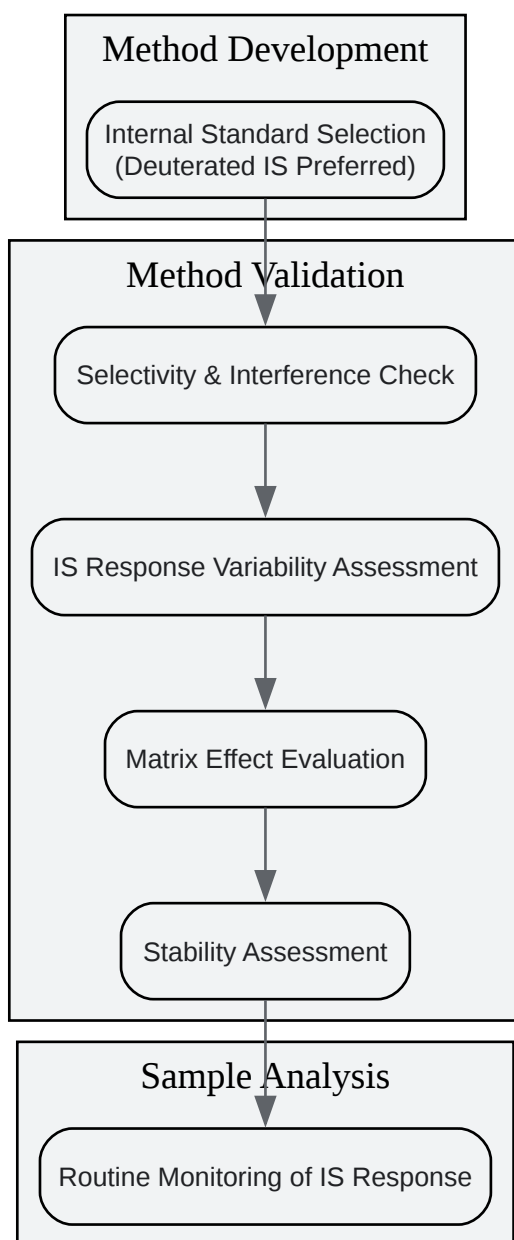 Method Development
Internal Standard Selection
(Deuterated IS Preferred)
Method Validation
Selectivity & Interference Check
IS Response Variability Assessment
Matrix Effect Evaluation
Stability Assessment
Sample Analysis
Routine Monitoring of IS Response